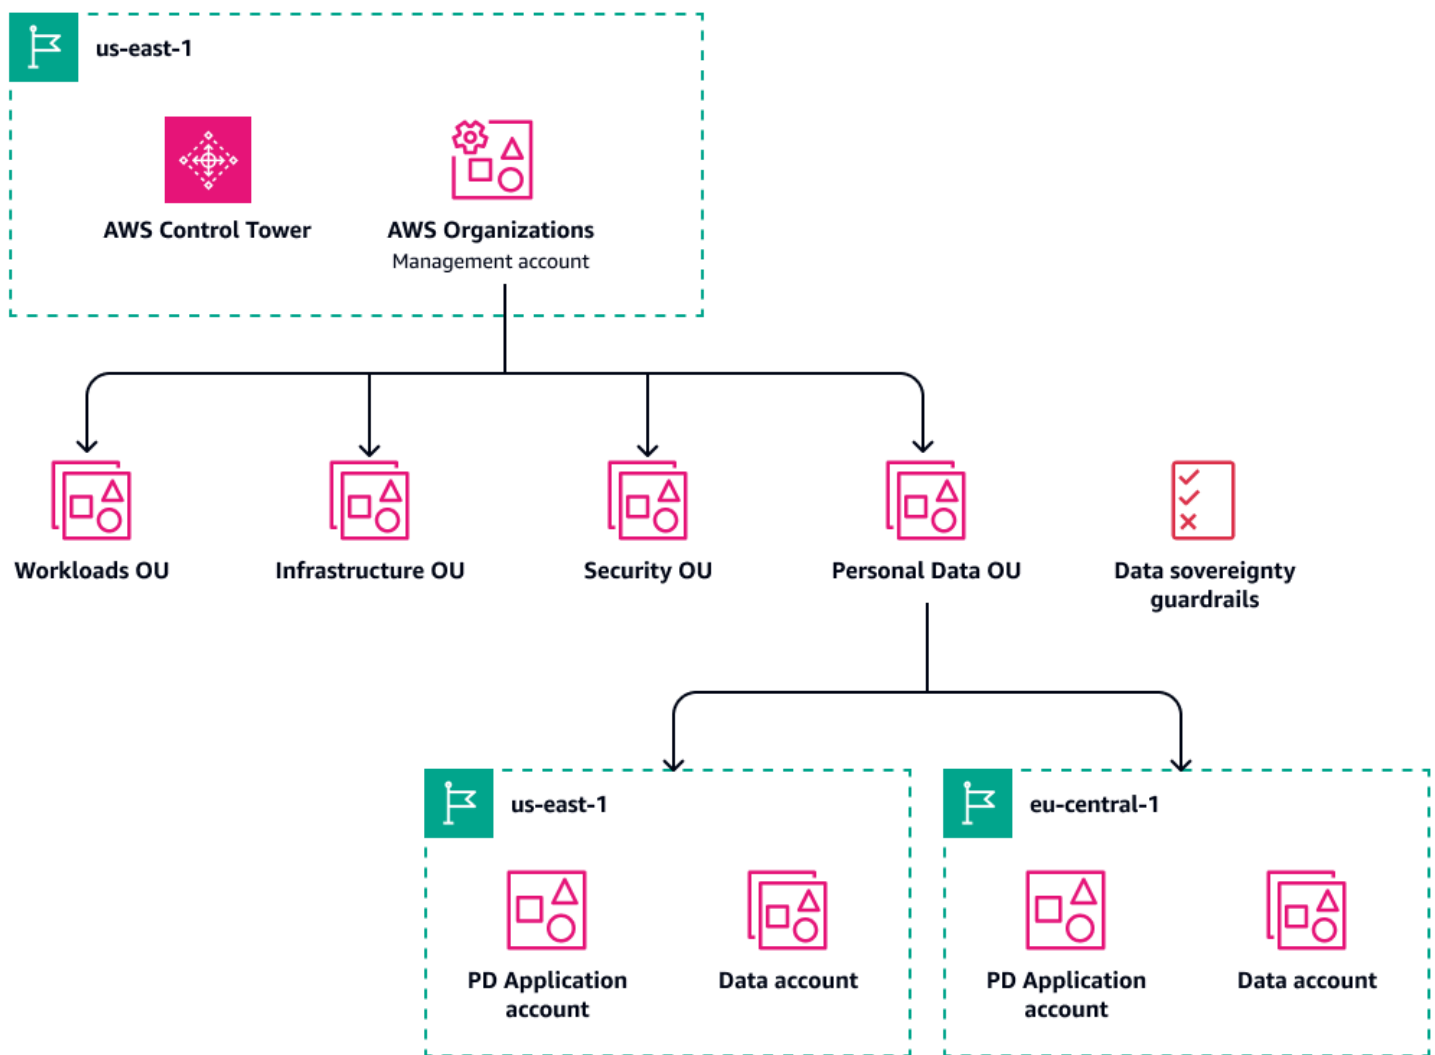 us-east-1
AWS Control Tower
AWS Organizations
Management account
Workloads OU
Infrastructure OU
Security OU
Personal Data OU
Data sovereignty
guardrails
us-east-1
PD Application
account
Data account
eu-central-1
PD Application
account
Data account